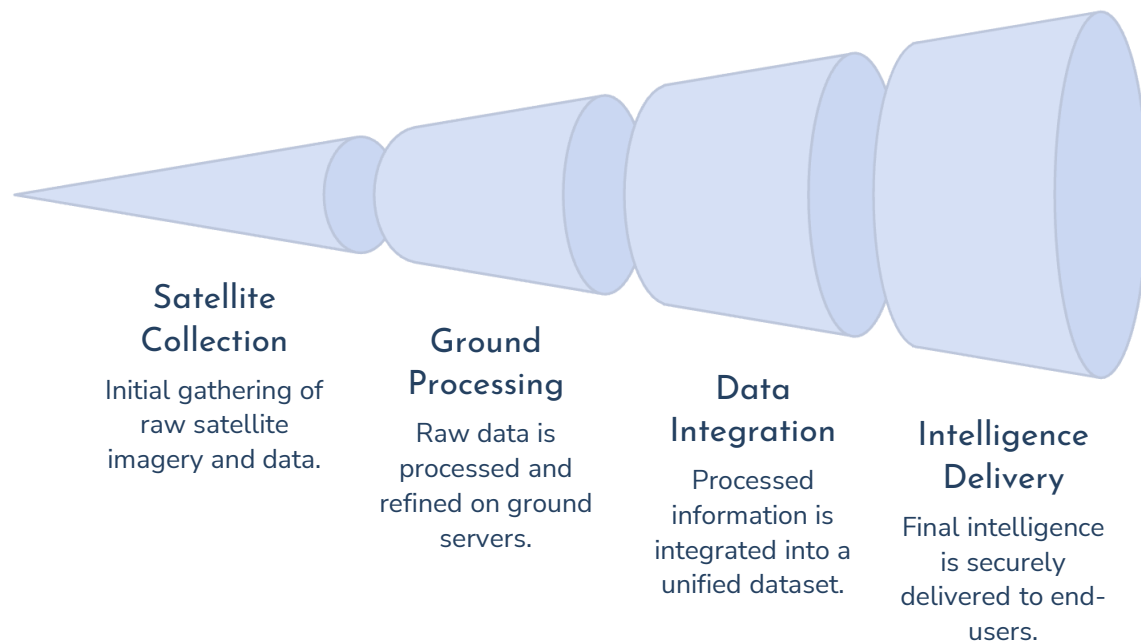 Satellite
Collection
Initial gathering of
raw satellite
imagery and data.
Ground
Processing
Raw data is
processed and
refined on ground
servers.
Data
Integration
Processed
information is
integrated into a
unified dataset.
Intelligence
Delivery
Final intelligence
is securely
delivered to end-
users.